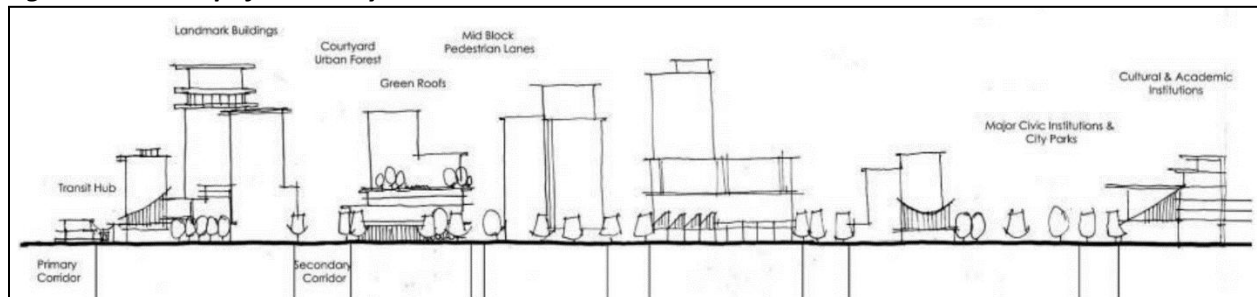 Landmark Buildings
Mid Block
Pedestrian Lanes
Courtyard
Urban Forest
Green Roofs
Cultural & Academic
Institutions
Major Civic Institutions &
City Parks
Transit Hub
Primary
Corridor
Secondary
Corridor